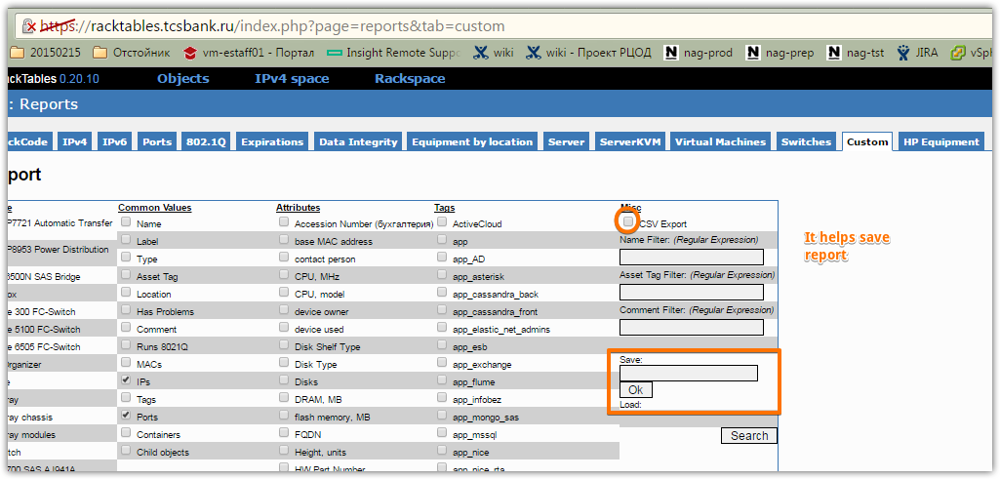 https://racktables.tcsbank.ru/index.php?page=reports&tab=custom
20150215 Отстойник vm-estaff01 - Портал Insight Remote Supp wiki wiki - Проект РЦОД nag-prod nag-prep nag-tst JIRA vSpl
ckTables 0.20.10 Objects IPv4 space Rackspace
: Reports
ckCode IPv4 IPv6 Ports 802.1Q Expirations Data Integrity Equipment by location Server ServerKVM Virtual Machines Switches Custom HP Equipment
port
e Common Values Attributes Tags Misc
P7721 Automatic Transfer Name Accession Number (бухгалтерия) ActiveCloud CSV Export
Label base MAC address app Name Filter: (Regular Expression)
It helps save
report
P8953 Power Distribution Type contact person app_AD
6500N SAS Bridge Asset Tag CPU, MHz app_asterisk Asset Tag Filter: (Regular Expression)
ox Location CPU, model app_cassandra_back
e 300 FC-Switch Has Problems device owner app_cassandra_front Comment Filter: (Regular Expression)
e 5100 FC-Switch Comment device used app_elastic_net_admins
e 6505 FC-Switch Runs 8021Q Disk Shelf Type app_esb
Organizer MACs Disk Type app_exchange Save:
e IPs Disks app_flume
ray Tags DRAM, MB app_infobez Ok
ray chassis Ports flash memory, MB app_mongo_sas Load:
ray modules Containers FQDN app_mssql Search
tch Child objects Height, units app_nice
700 SAS AJ941A HW Part Number app_nice_rta